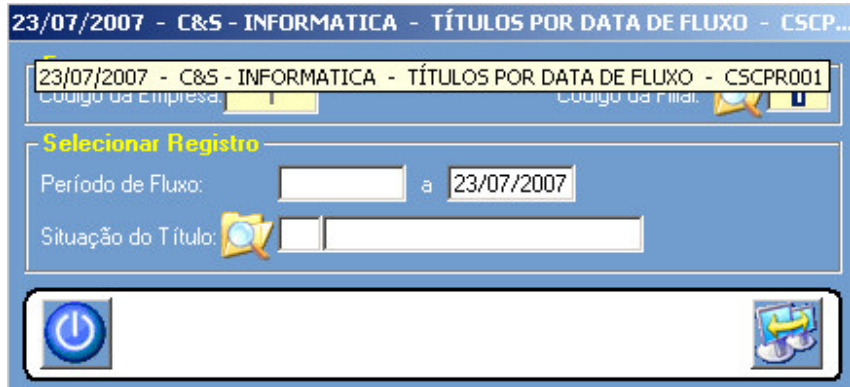 23/07/2007 - C&S - INFORMATICA - TÍTULOS POR DATA DE FLUXO - CSCP...
23/07/2007 - C&S - INFORMATICA - TÍTULOS POR DATA DE FLUXO - CSCPR001
Código da Empresa: Código da Filial:
Selecionar Registro
Período de Fluxo: a 23/07/2007
Situação do Título: